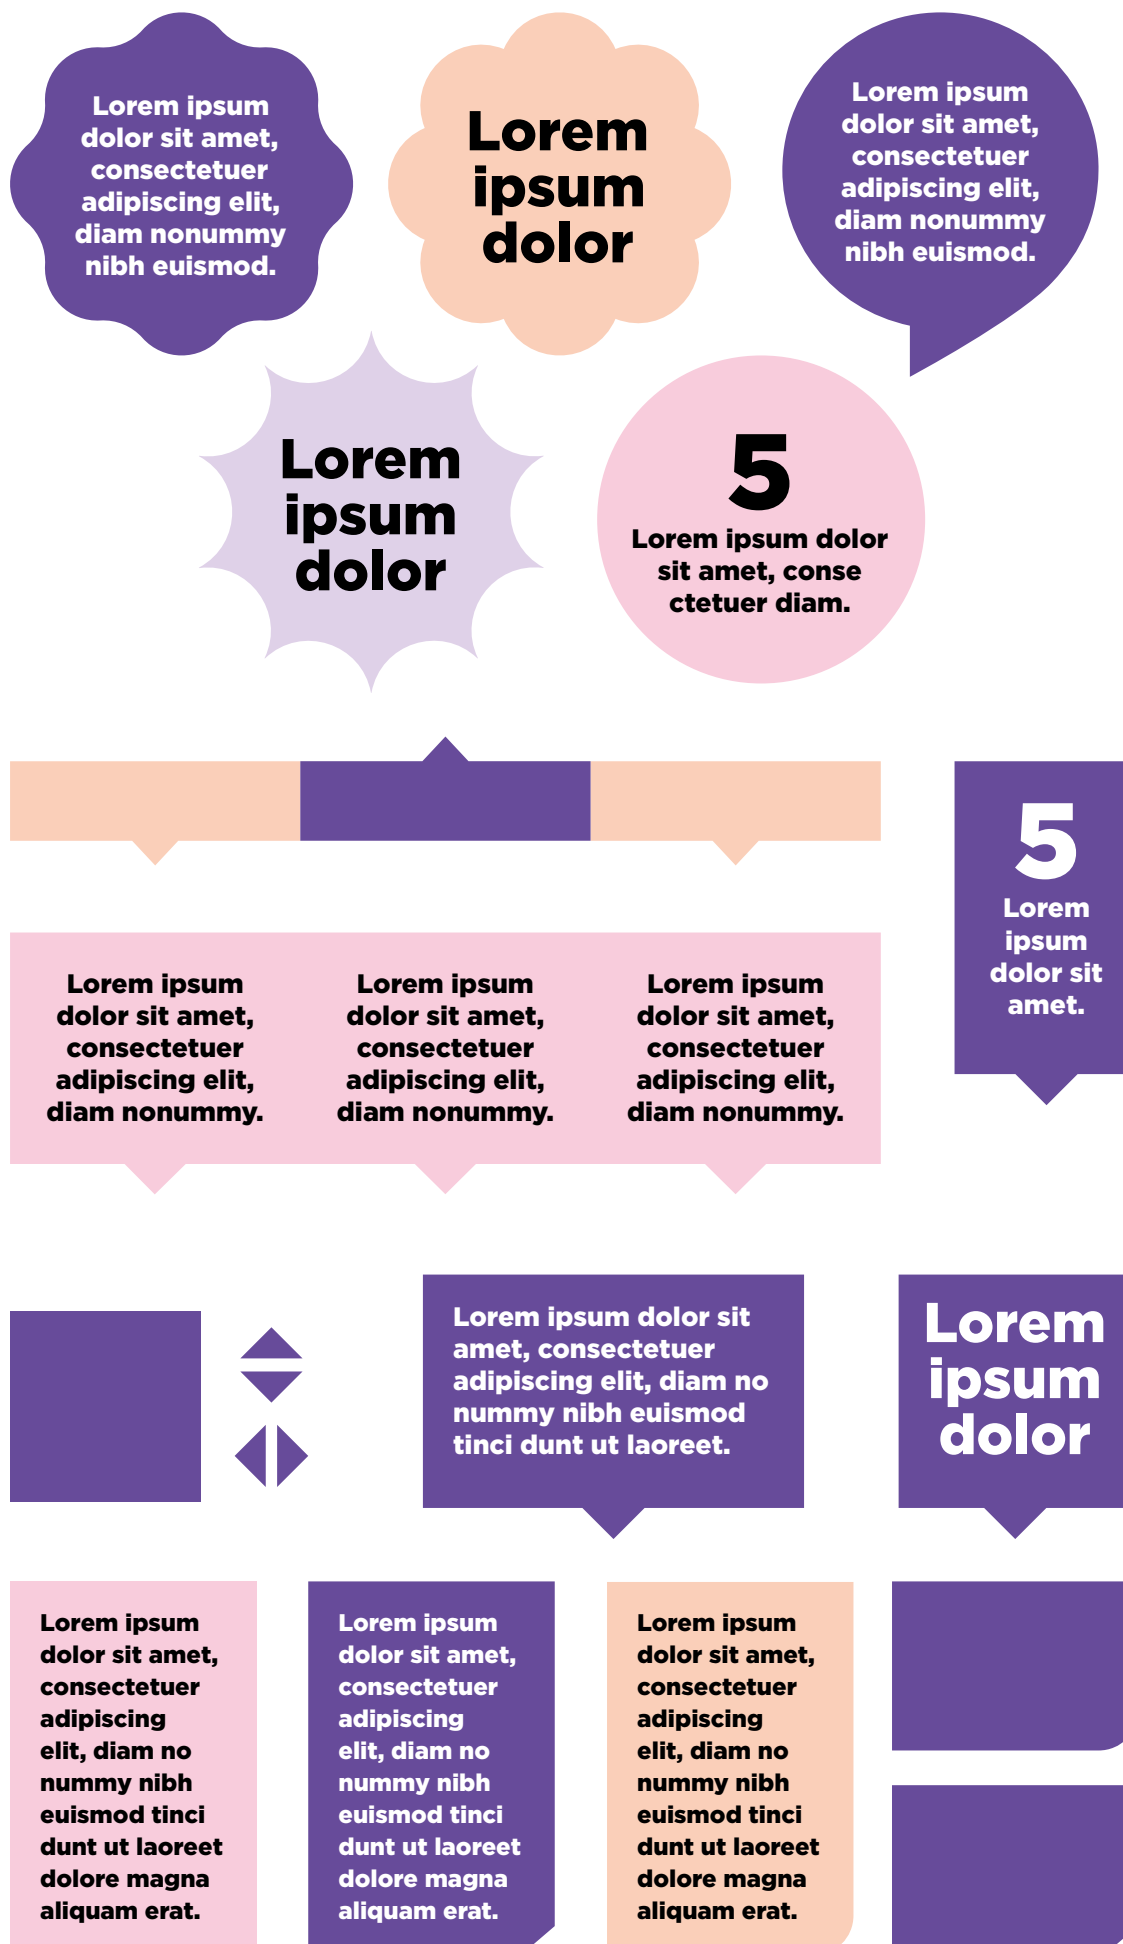 Lorem ipsum
dolor sit amet,
consectetuer
adipiscing elit,
diam nonummy
nibh euismod.
Lorem
ipsum
dolor
Lorem ipsum
dolor sit amet,
consectetuer
adipiscing elit,
diam nonummy
nibh euismod.
Lorem
ipsum
dolor
5
Lorem ipsum dolor
sit amet, conse
ctetuer diam.
5
Lorem
ipsum
dolor sit
amet.
Lorem ipsum
dolor sit amet,
consectetuer
adipiscing elit,
diam nonummy.
Lorem ipsum
dolor sit amet,
consectetuer
adipiscing elit,
diam nonummy.
Lorem ipsum
dolor sit amet,
consectetuer
adipiscing elit,
diam nonummy.
Lorem ipsum dolor sit
amet, consectetuer
adipiscing elit, diam no
nummy nibh euismod
tinci dunt ut laoreet.
Lorem
ipsum
dolor
Lorem ipsum
dolor sit amet,
consectetuer
adipiscing
elit, diam no
nummy nibh
euismod tinci
dunt ut laoreet
dolore magna
aliquam erat.
Lorem ipsum
dolor sit amet,
consectetuer
adipiscing
elit, diam no
nummy nibh
euismod tinci
dunt ut laoreet
dolore magna
aliquam erat.
Lorem ipsum
dolor sit amet,
consectetuer
adipiscing
elit, diam no
nummy nibh
euismod tinci
dunt ut laoreet
dolore magna
aliquam erat.